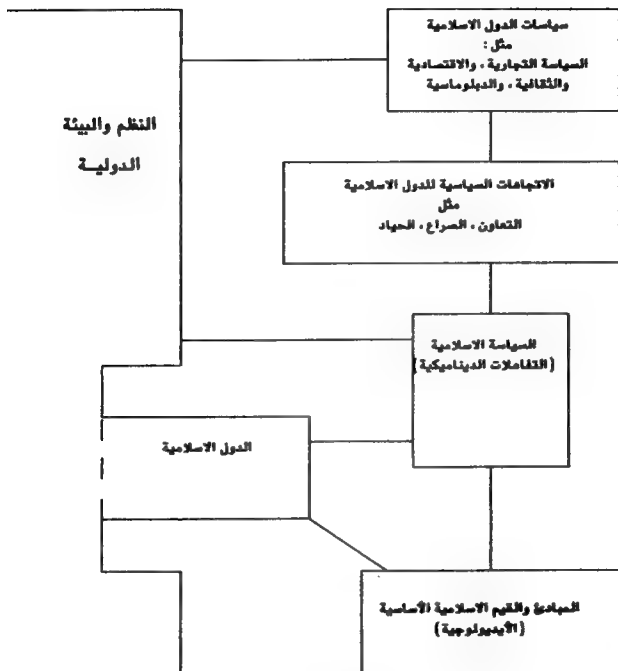 سياسات الدول الاسلامية
مثل :
السياسة التجارية ، والاقتصادية
والثقافية ، والدبلوماسية
النظم والبيئة
الدوليــة
الاتجاهات السياسية للدول الاسلامية
مثل
التعاون ، الصراع ، الحياد
السياسة الاسلامية
(التفاعلات الديناميكية)
الدول الاسلامية
المبادئ والقيم الاسلامية الأساسية
(الأيديولوجية)